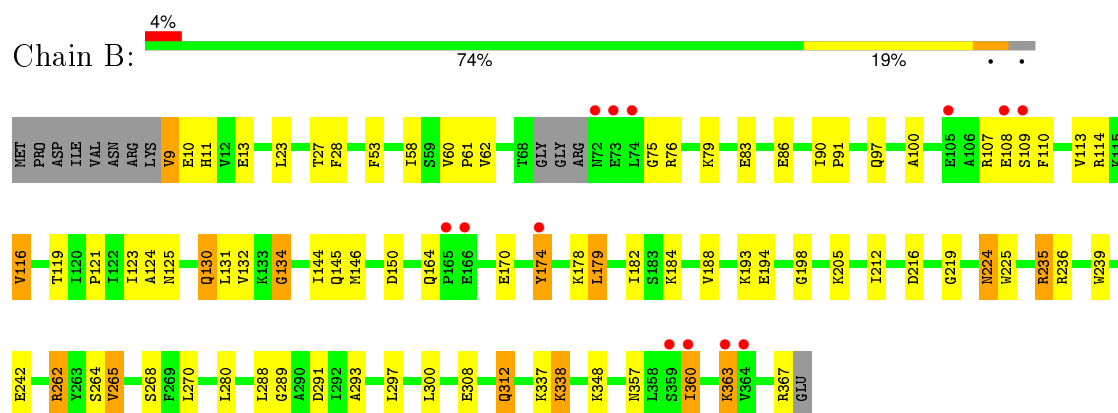 4%
Chain B:
74% 19% • •
MET PRO ASP ILE VAL ASN ARG LYS V9 E10 H11 V12 E13 L23 T27 F28 F53 I58 S59 V60 P61 V62 T68 GLY GLY ARG N72 E73 L74 G75 R76 K79 E83 E86 I90 P91 Q97 A100 E105 A106 R107 E108 S109 F110 V113 R114 K115
V116 T119 I120 P121 I122 I123 A124 N125 Q130 L131 V132 K133 G134 I144 Q145 M146 D150 Q164 P165 E166 E170 Y174 K178 L179 I182 S183 K184 V188 K193 E194 G198 K205 I212 D216 G219 N224 W225 R235 R236 W239
E242 R262 Y263 S264 V265 S268 F269 L270 L280 L288 G289 A290 D291 I292 A293 L297 L300 E308 Q312 K337 K338 K348 N357 L358 S359 I360 K363 V364 R367 GLU